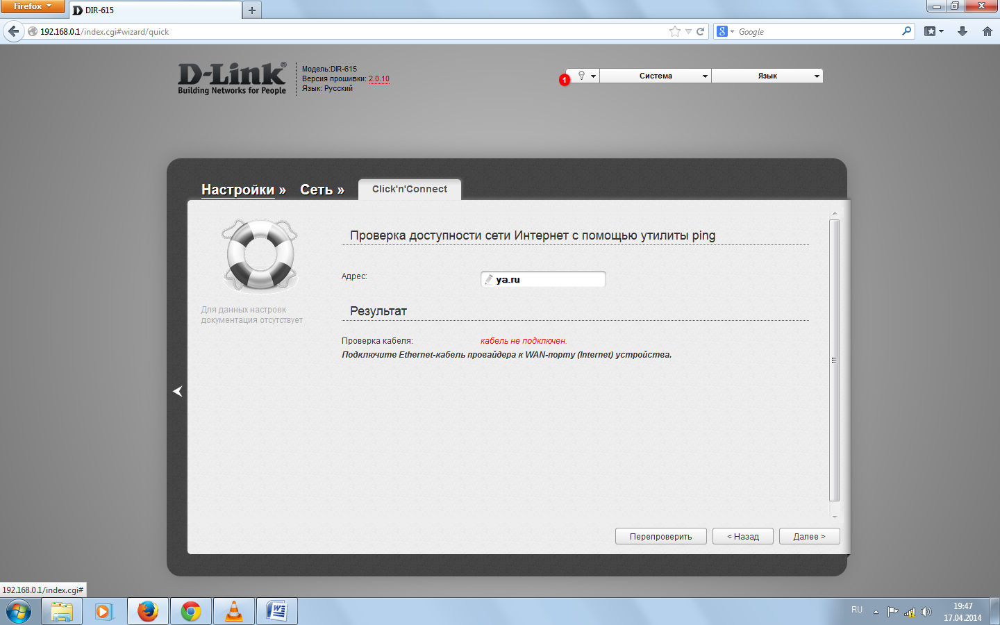 Firefox
DIR-615
192.168.0.1/index.cgi#wizard/quick
Google
D-Link®
Building Networks for People
Модель:DIR-615
Версия прошивки: 2.0.10
Язык: Русский
1
Система
Язык
Настройки »
Сеть »
Click'n'Connect
Для данных настроек
документация отсутствует
Проверка доступности сети Интернет с помощью утилиты ping
Адрес:
ya.ru
Результат
Проверка кабеля:
кабель не подключен.
Подключите Ethernet-кабель провайдера к WAN-порту (Internet) устройства.
Перепроверить
< Назад
Далее >
192.168.0.1/index.cgi#
RU
19:47
17.04.2014